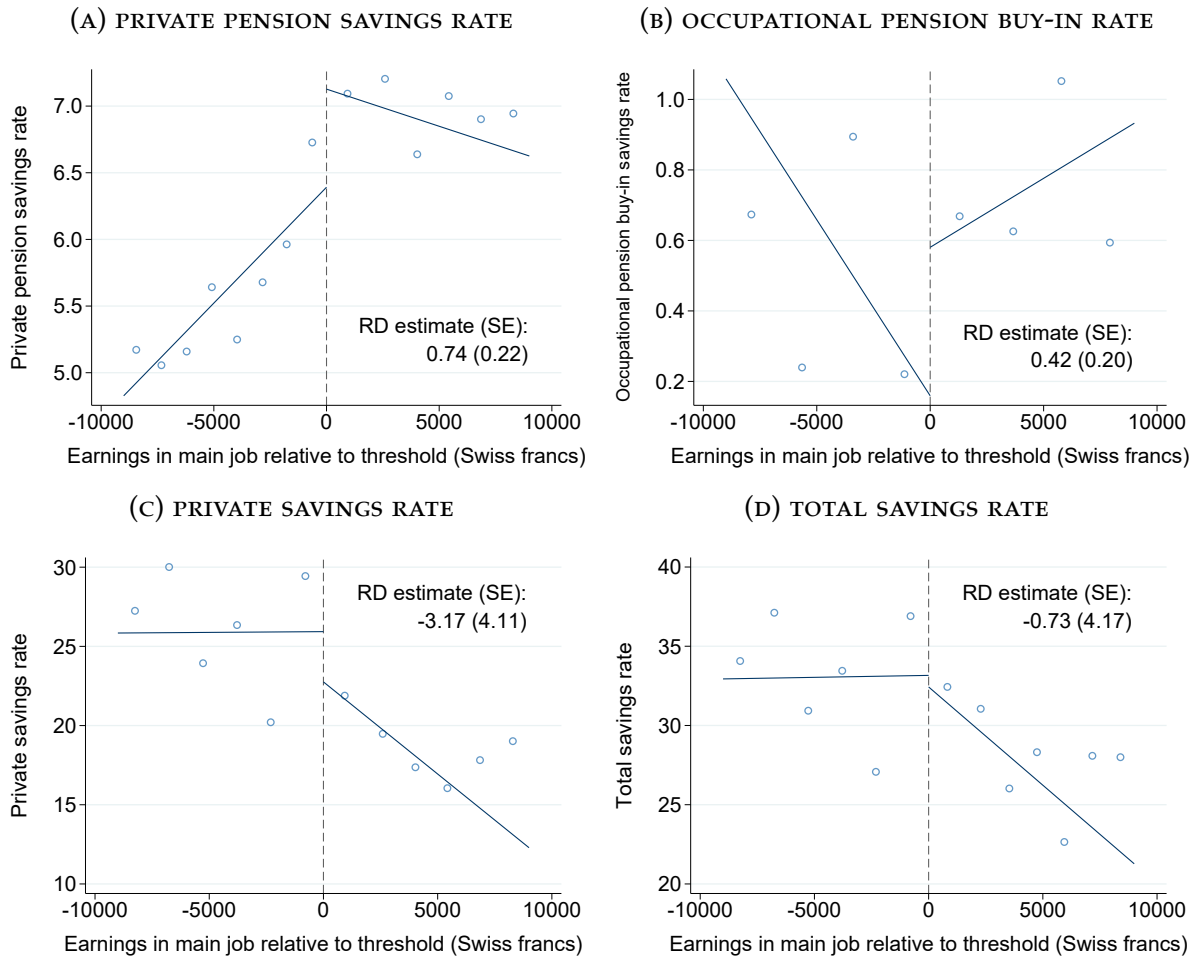 (A) PRIVATE PENSION SAVINGS RATE
Private pension savings rate
7.0
6.5
6.0
5.5
5.0
RD estimate (SE):
0.74 (0.22)
-10000 -5000 0 5000 10000
Earnings in main job relative to threshold (Swiss francs)
(B) OCCUPATIONAL PENSION BUY-IN RATE
Occupational pension buy-in savings rate
1.0
0.8
0.6
0.4
0.2
RD estimate (SE):
0.42 (0.20)
-10000 -5000 0 5000 10000
Earnings in main job relative to threshold (Swiss francs)
(C) PRIVATE SAVINGS RATE
Private savings rate
30
25
20
15
10
RD estimate (SE):
-3.17 (4.11)
-10000 -5000 0 5000 10000
Earnings in main job relative to threshold (Swiss francs)
(D) TOTAL SAVINGS RATE
Total savings rate
40
35
30
25
20
RD estimate (SE):
-0.73 (4.17)
-10000 -5000 0 5000 10000
Earnings in main job relative to threshold (Swiss francs)